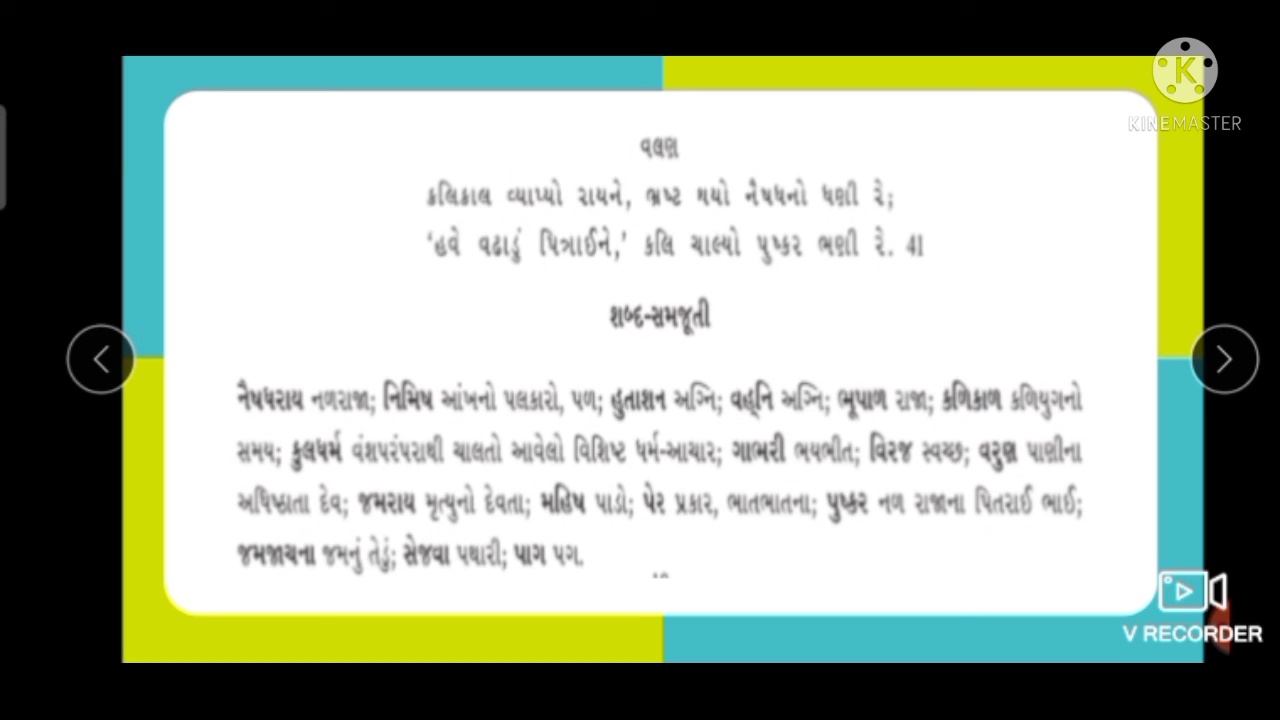 વલણ
કલિકાલ વ્યાપ્યો રાયને, ભ્રષ્ટ થયો નૈષધનો ધણી રે;
‘હવે વઢાડું પિત્રાઈને,’ કલિ ચાલ્યો પુષ્કર ભણી રે. 41
શબ્દ-સમજૂતી
નૈષધરાય નળરાજા; નિમિષ આંખનો પલકારો, પળ; હુતાશન અગ્નિ; વહ્નિ અગ્નિ; ભૂપાળ રાજા; કળિકાળ કળિયુગનો
સમય; કુલધર્મ વંશપરંપરાથી ચાલતો આવેલો વિશિષ્ટ ધર્મ-આચાર; ગાભરી ભયભીત; વિરજ સ્વચ્છ; વરુણ પાણીના
અધિષ્ઠાતા દેવ; જમરાય મૃત્યુનો દેવતા; મહિષ પાડો; પેર પ્રકાર, ભાતભાતના; પુષ્કર નળ રાજાના પિતરાઈ ભાઈ;
જમજાચના જમનું તેડું; સેજવા પથારી; પાગ પગ.
KINEMASTER
V RECORDER